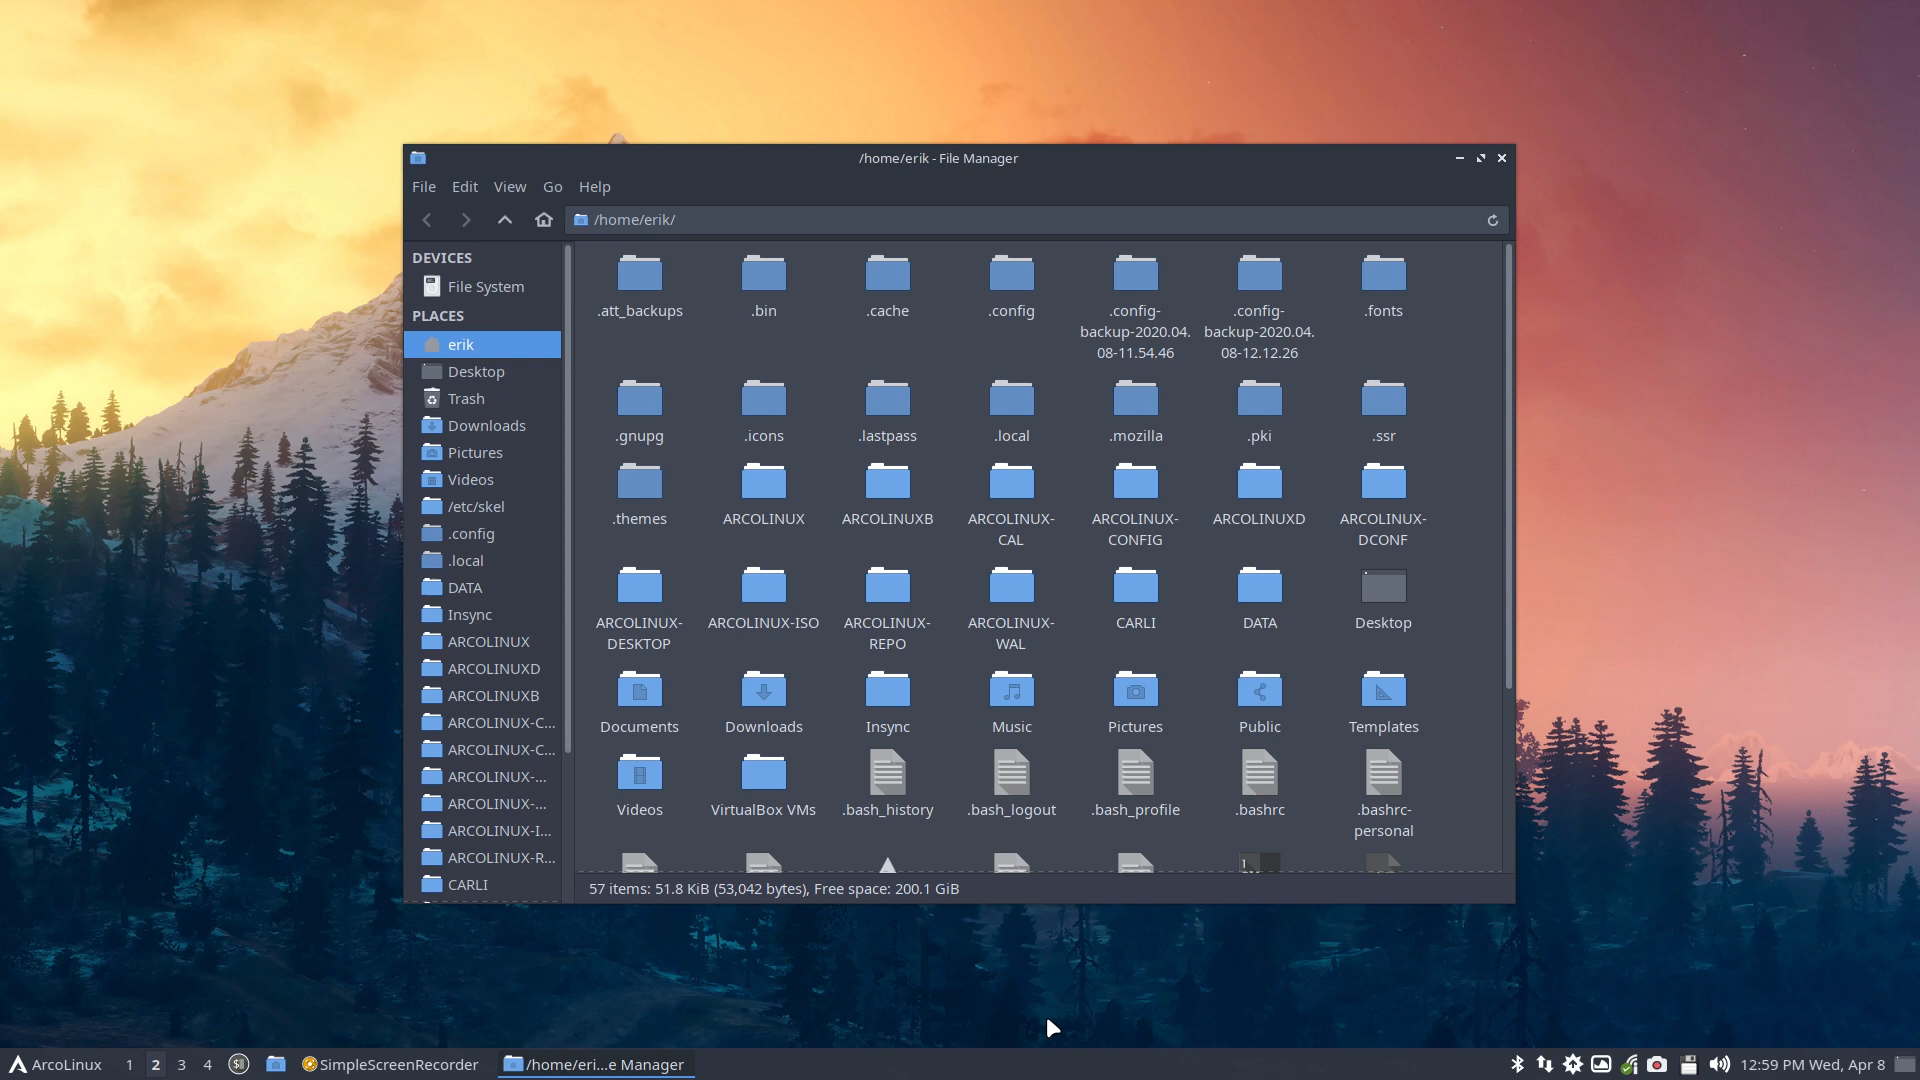 /home/erik - File Manager
File Edit View Go Help
/home/erik/
DEVICES
File System
PLACES
erik
Desktop
Trash
Downloads
Pictures
Videos
/etc/skel
.config
.local
DATA
Insync
ARCOLINUX
ARCOLINUXD
ARCOLINUXB
ARCOLINUX-C...
ARCOLINUX-C...
ARCOLINUX-...
ARCOLINUX-...
ARCOLINUX-I...
ARCOLINUX-R...
CARLI
.att_backups .bin .cache .config .config- .config- .fonts
backup-2020.04. backup-2020.04.
08-11.54.46 08-12.12.26
.gnupg .icons .lastpass .local .mozilla .pki .ssr
.themes ARCOLINUX ARCOLINUXB ARCOLINUX- ARCOLINUX- ARCOLINUXD ARCOLINUX-
CAL CONFIG DCONF
ARCOLINUX- ARCOLINUX-ISO ARCOLINUX- ARCOLINUX- CARLI DATA Desktop
DESKTOP REPO WAL
Documents Downloads Insync Music Pictures Public Templates
Videos VirtualBox VMs .bash_history .bash_logout .bash_profile .bashrc .bashrc-
personal
57 items: 51.8 KiB (53,042 bytes), Free space: 200.1 GiB
ArcoLinux 1 2 3 4 SimpleScreenRecorder /home/eri...e Manager 12:59 PM Wed, Apr 8